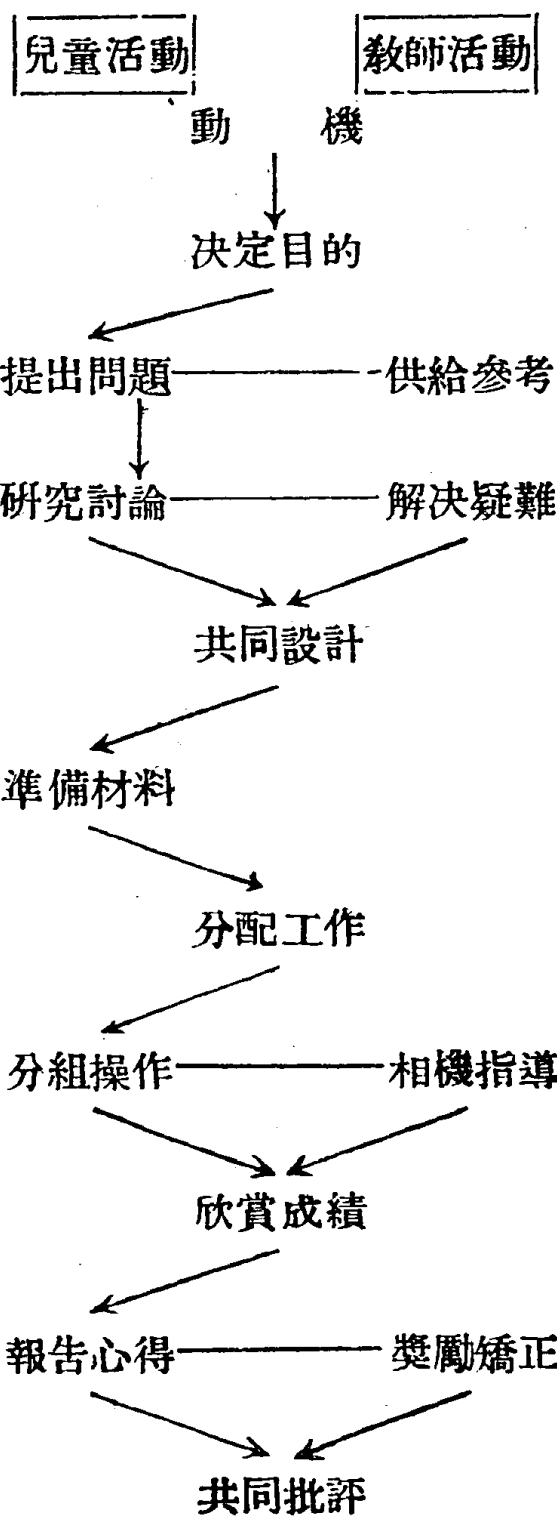 兒童活動 教師活動
動機
决定目的
提出問題 供給參考
研究討論 解决疑難
共同設計
準備材料
分配工作
分組操作 相機指導
欣賞成績
報告心得 獎勵矯正
共同批評